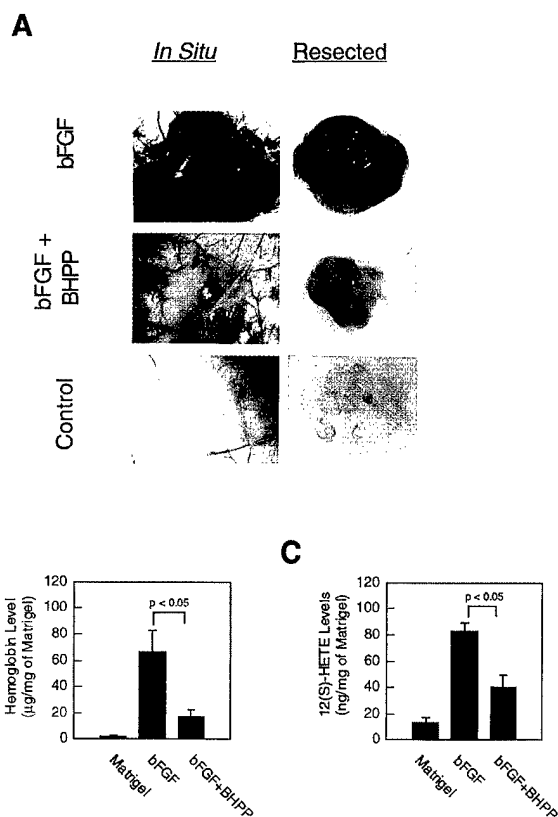 A
In Situ
Resected
bFGF
bFGF +
BHPP
Control
120
100
80
60
40
20
0
Hemoglobin Level
(µg/mg of Matrigel)
p < 0.05
Matrigel
bFGF
bFGF+BHPP
C
120
100
80
60
40
20
0
12(S)-HETE Levels
(ng/mg of Matrigel)
p < 0.05
Matrigel
bFGF
bFGF+BHPP